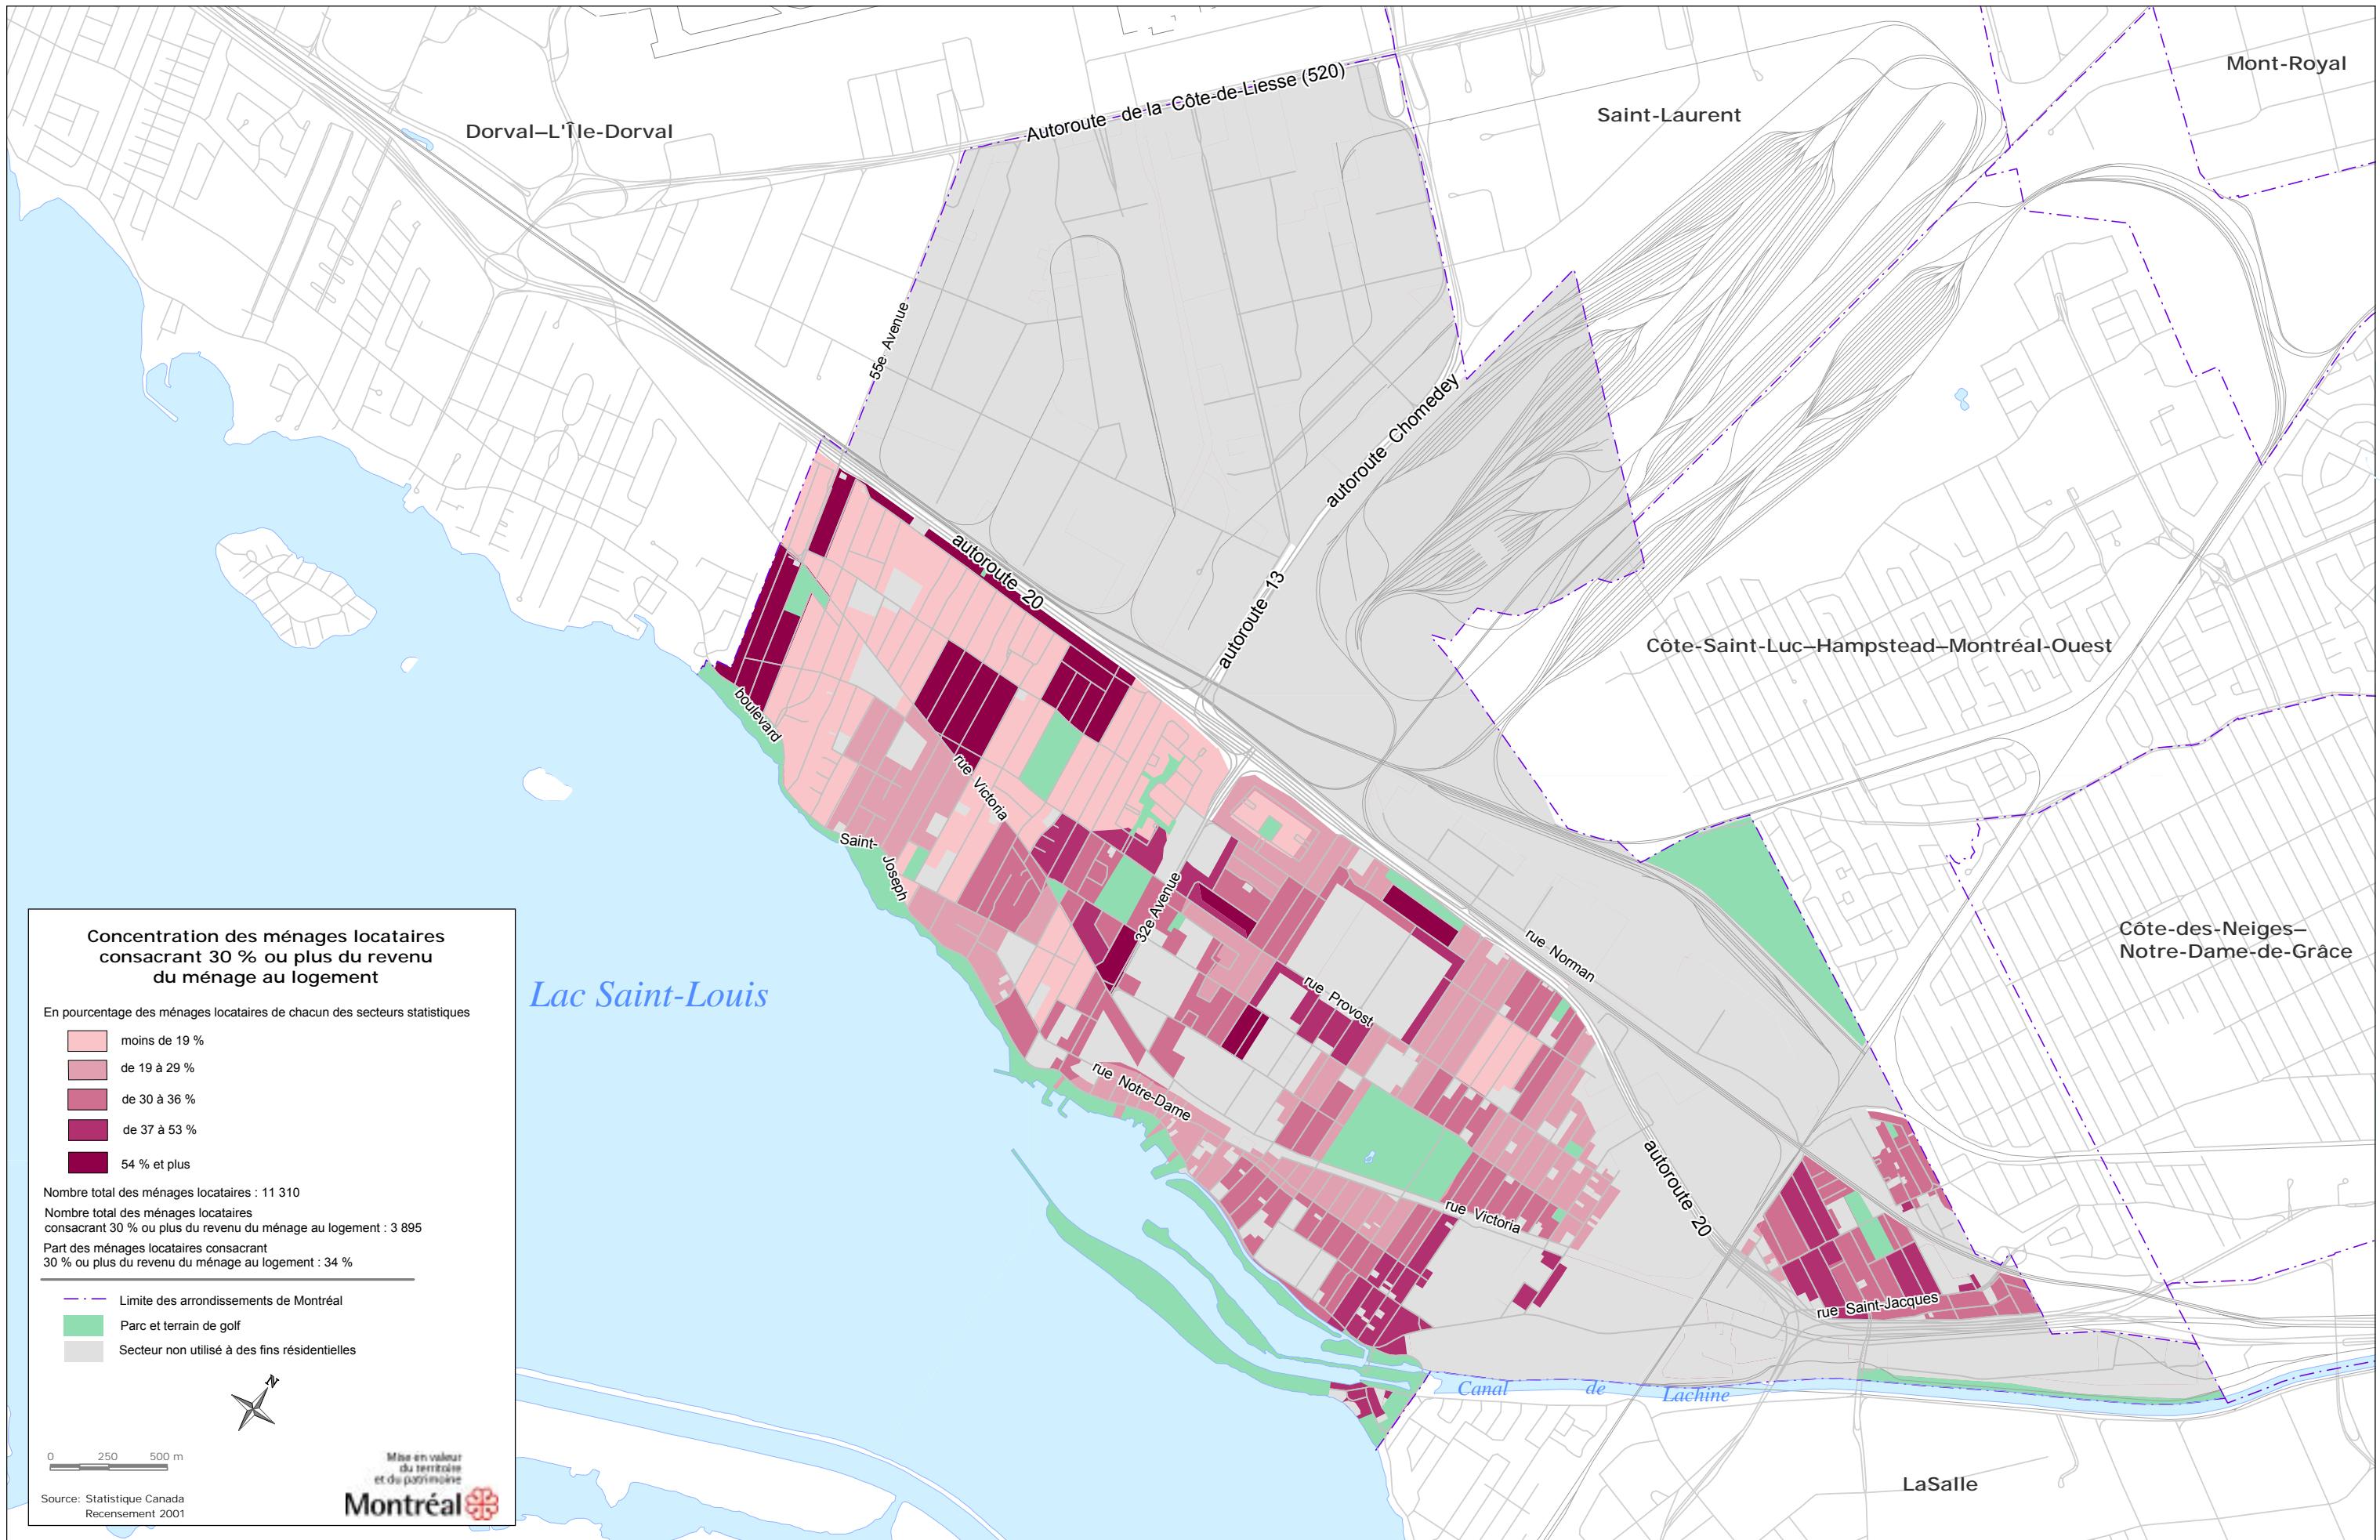 Mont-Royal
Saint-Laurent
Dorval–L'Île-Dorval
Autoroute de la Côte-de-Liesse (520)
55e Avenue
autoroute Chomedey
autoroute 13
autoroute 20
Côte-Saint-Luc–Hampstead–Montréal-Ouest
boulevard
Saint-
Joseph
rue Victoria
32e Avenue
rue Provost
rue Norman
rue Notre-Dame
rue Victoria
autoroute 20
rue Saint-Jacques
Côte-des-Neiges–
Notre-Dame-de-Grâce
Lac Saint-Louis
Canal de Lachine
LaSalle
Concentration des ménages locataires
consacrant 30 % ou plus du revenu
du ménage au logement
En pourcentage des ménages locataires de chacun des secteurs statistiques
moins de 19 %
de 19 à 29 %
de 30 à 36 %
de 37 à 53 %
54 % et plus
Nombre total des ménages locataires : 11 310
Nombre total des ménages locataires
consacrant 30 % ou plus du revenu du ménage au logement : 3 895
Part des ménages locataires consacrant
30 % ou plus du revenu du ménage au logement : 34 %
Limite des arrondissements de Montréal
Parc et terrain de golf
Secteur non utilisé à des fins résidentielles
N
0 250 500 m
Source: Statistique Canada
Recensement 2001
Mise en valeur
du territoire
et du patrimoine
Montréal